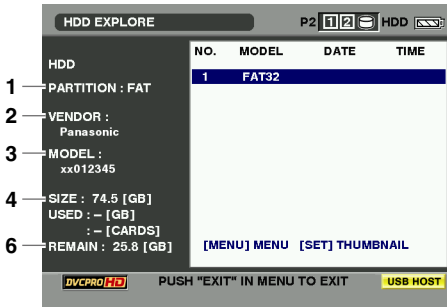 HDD EXPLORE P2 1 2 HDD
NO. MODEL DATE TIME
HDD
1 FAT32
1 PARTITION : FAT
2 VENDOR :
Panasonic
3 MODEL :
xx012345
4 SIZE : 74.5 [GB]
USED : – [GB]
: – [CARDS]
6 REMAIN : 25.8 [GB] [MENU] MENU [SET] THUMBNAIL
DVCPRO HD PUSH "EXIT" IN MENU TO EXIT USB HOST